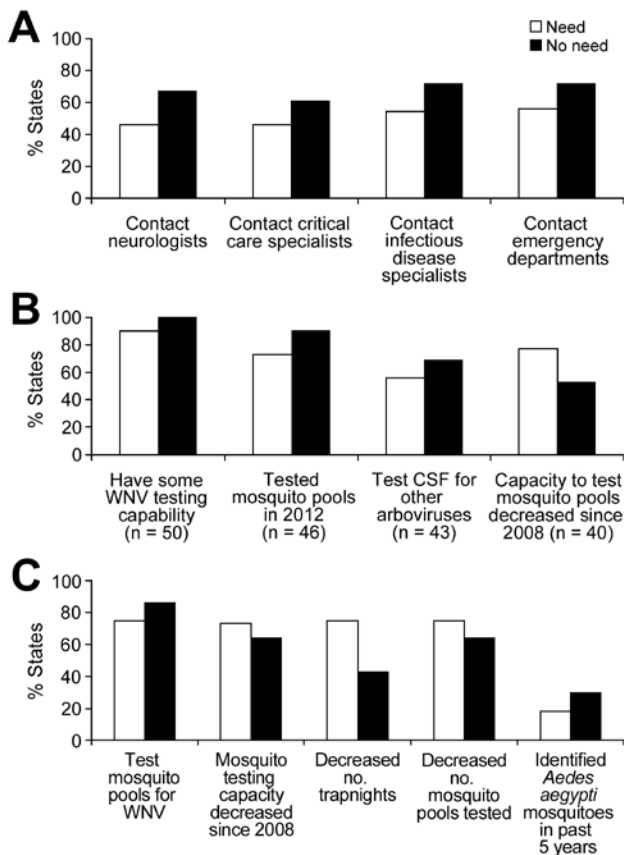 A
Need
No need
100
80
60
40
20
0
% States
Contact
neurologists
Contact critical
care specialists
Contact
infectious
disease
specialists
Contact
emergency
departments
B
100
80
60
40
20
0
% States
Have some
WNV testing
capability
(n = 50)
Tested
mosquito pools
in 2012
(n = 46)
Test CSF for
other
arboviruses
(n = 43)
Capacity to test
mosquito pools
decreased since
2008 (n = 40)
C
100
80
60
40
20
0
% States
Test
mosquito
pools for
WNV
Mosquito
testing
capacity
decreased
since 2008
Decreased
no.
trapnights
Decreased
no.
mosquito
pools tested
Identified
Aedes
aegypti
mosquitoes
in past
5 years